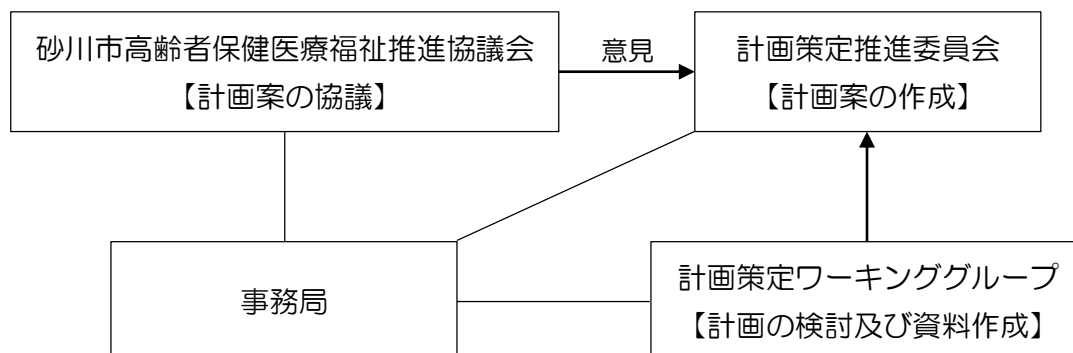 砂川市高齢者保健医療福祉推進協議会
【計画案の協議】
意見
計画策定推進委員会
【計画案の作成】
事務局
計画策定ワーキンググループ
【計画の検討及び資料作成】